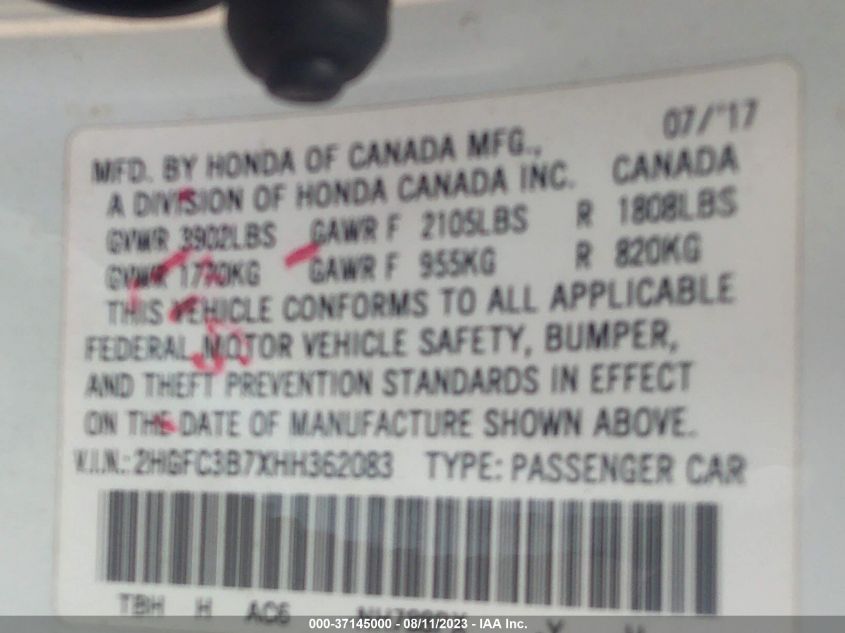 07/'17
MFD. BY HONDA OF CANADA MFG.,
A DIVISION OF HONDA CANADA INC. CANADA
GVWR 3902LBS GAWR F 2105LBS R 1808LBS
GVWR 1770KG GAWR F 955KG R 820KG
THIS VEHICLE CONFORMS TO ALL APPLICABLE
FEDERAL MOTOR VEHICLE SAFETY, BUMPER,
AND THEFT PREVENTION STANDARDS IN EFFECT
ON THE DATE OF MANUFACTURE SHOWN ABOVE.
V.I.N.: 2HGFC3B7XHH362083 TYPE: PASSENGER CAR
TBH H AC6
000-37145000 - 08/11/2023 - IAA Inc.